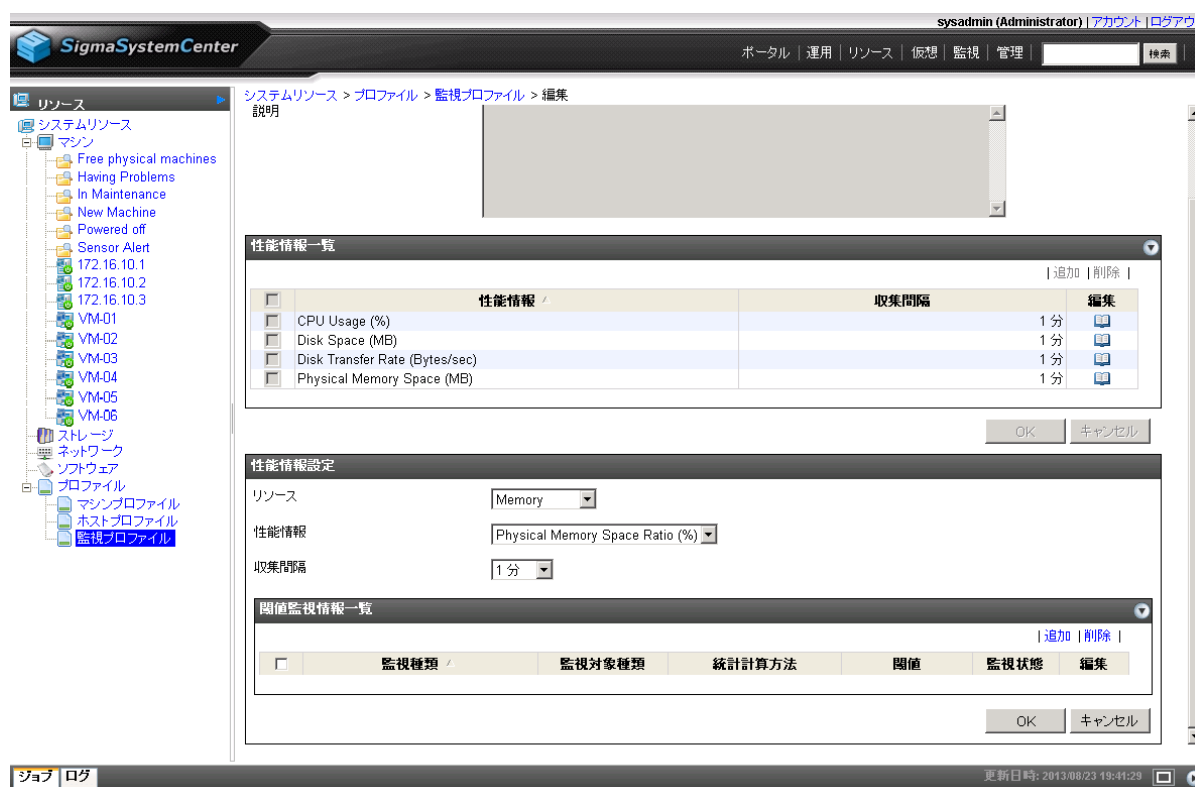 sysadmin (Administrator) | アカウント | ログアウ
SigmaSystemCenter
ポータル | 運用 | リソース | 仮想 | 監視 | 管理 | 検索 |
リソース
システムリソース
マシン
Free physical machines
Having Problems
In Maintenance
New Machine
Powered off
Sensor Alert
172.16.10.1
172.16.10.2
172.16.10.3
VM-01
VM-02
VM-03
VM-04
VM-05
VM-06
ストレージ
ネットワーク
ソフトウェア
プロファイル
マシンプロファイル
ホストプロファイル
監視プロファイル
システムリソース > プロファイル > 監視プロファイル > 編集
説明
性能情報一覧
| 追加 | 削除 |
性能情報 収集間隔 編集
CPU Usage (%) 1 分
Disk Space (MB) 1 分
Disk Transfer Rate (Bytes/sec) 1 分
Physical Memory Space (MB) 1 分
OK キャンセル
性能情報設定
リソース Memory
性能情報 Physical Memory Space Ratio (%)
収集間隔 1 分
閾値監視情報一覧
| 追加 | 削除 |
監視種類 監視対象種類 統計計算方法 閾値 監視状態 編集
OK キャンセル
ジョブ ログ
更新日時: 2013/08/23 19:41:29